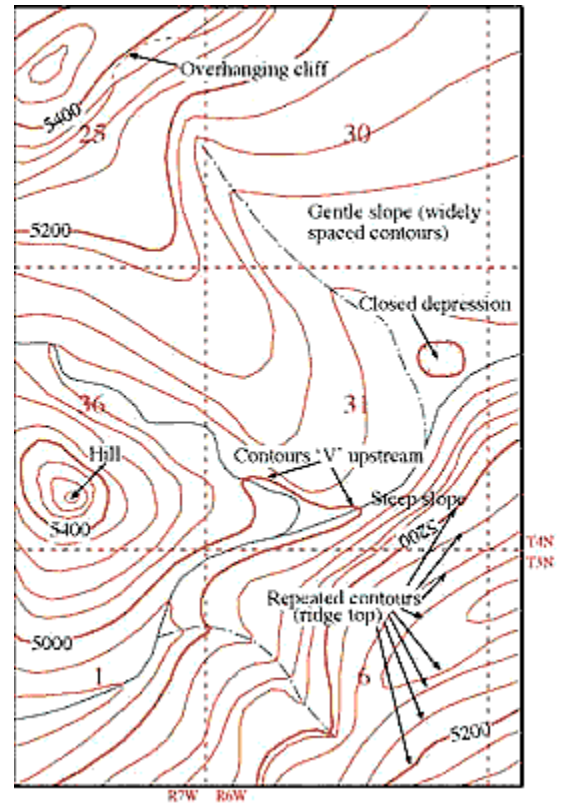 Overhanging cliff
5400
25
30
Gentle slope (widely
spaced contours)
5200
Closed depression
36
31
Hill
Contours "V" upstream
Steep slope
5400
5200
T4N
T3N
Repeated contours
(ridge top)
5000
1
6
5200
R7W R6W